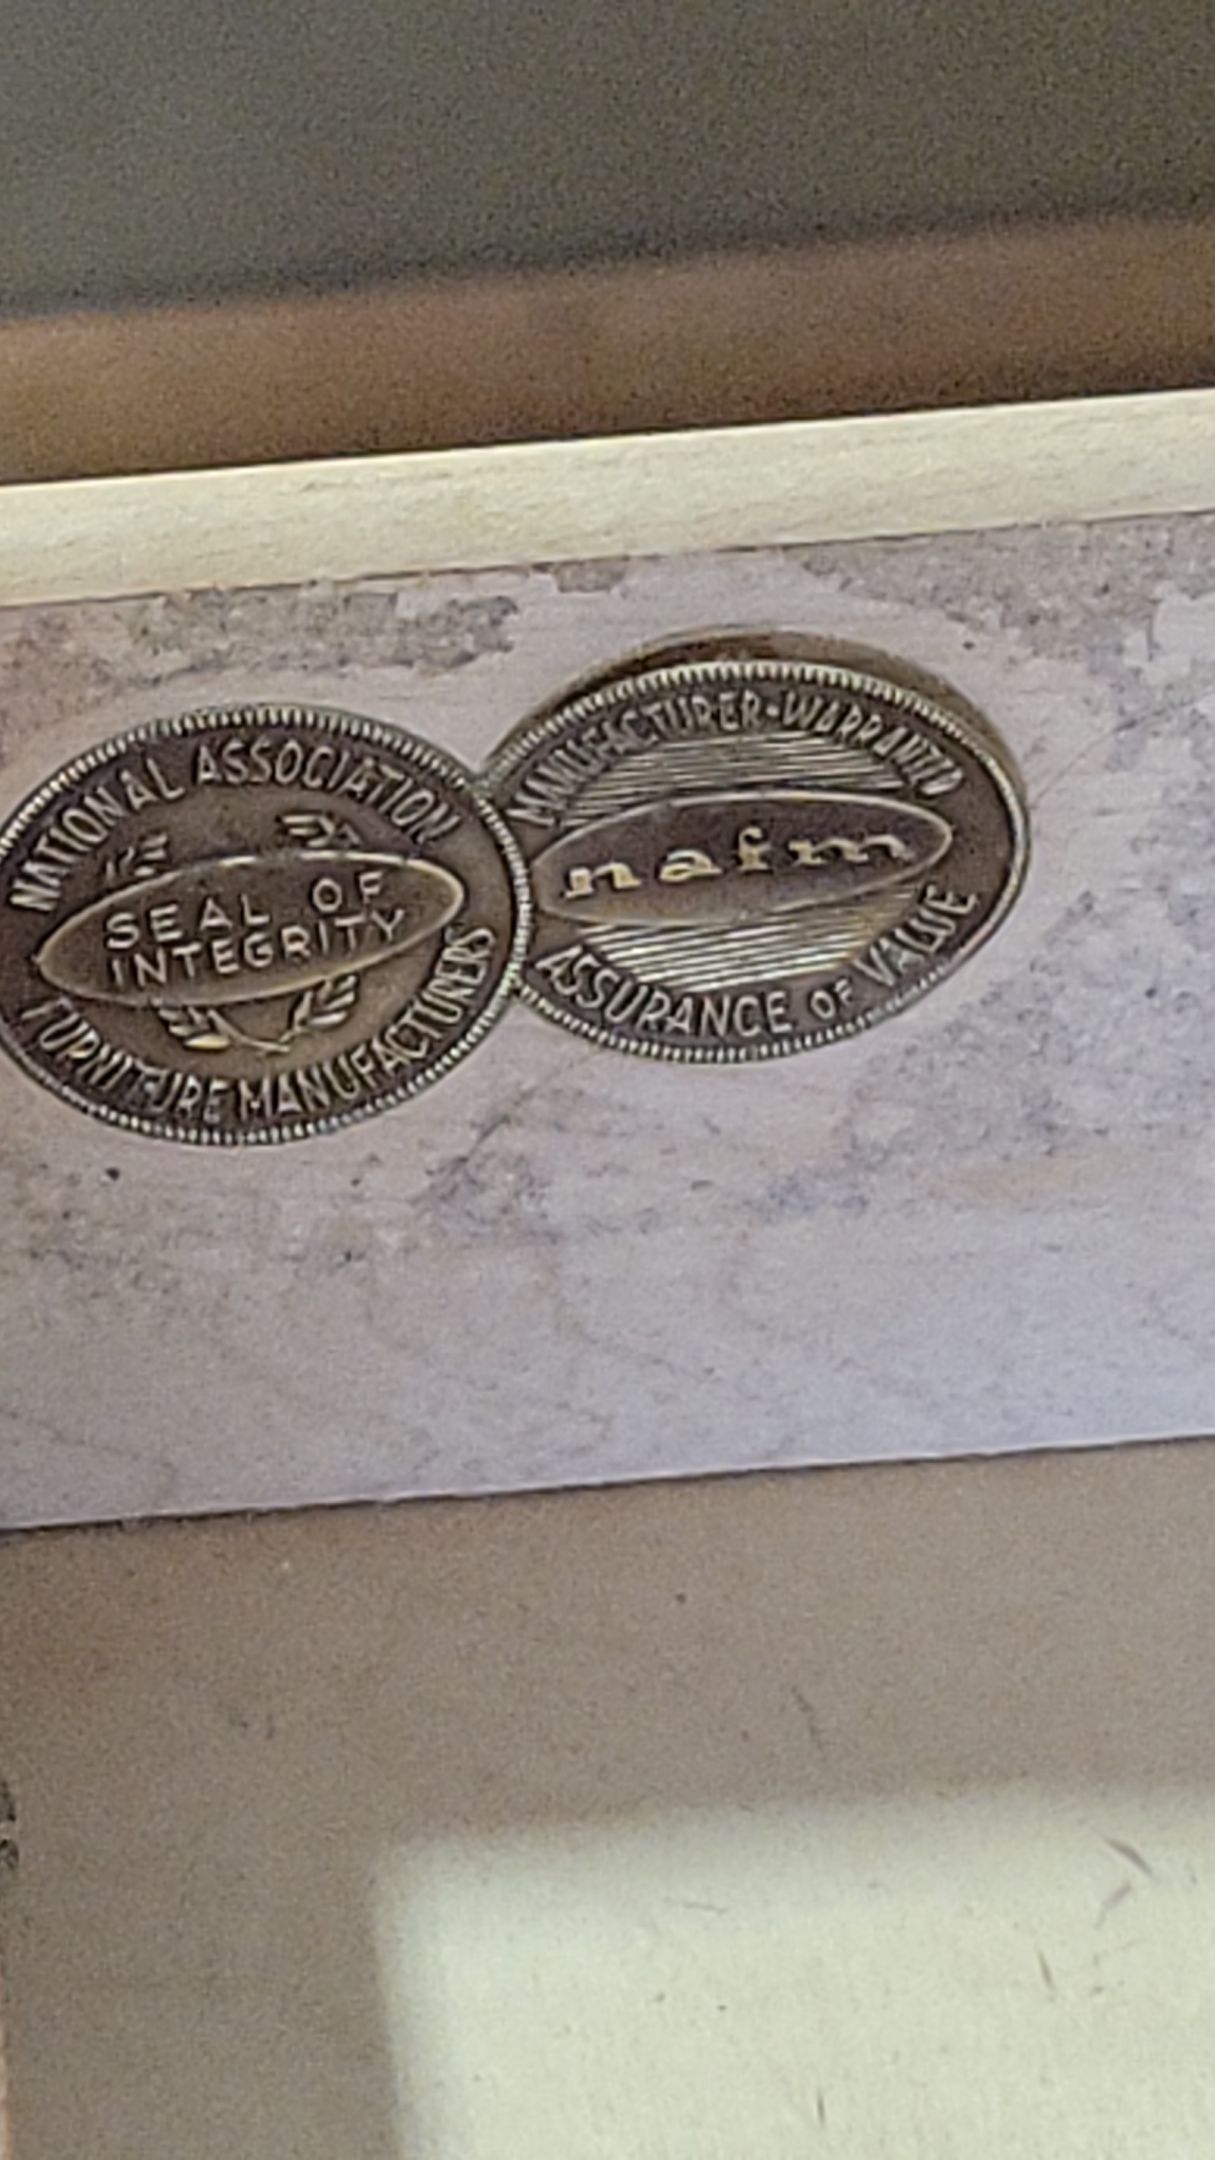 NATIONAL ASSOCIATION
SEAL OF
INTEGRITY
FURNITURE MANUFACTURERS
MANUFACTURER-WARRANTED
nafm
ASSURANCE OF VALUE